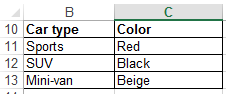 B C
10 Car type Color
11 Sports Red
12 SUV Black
13 Mini-van Beige